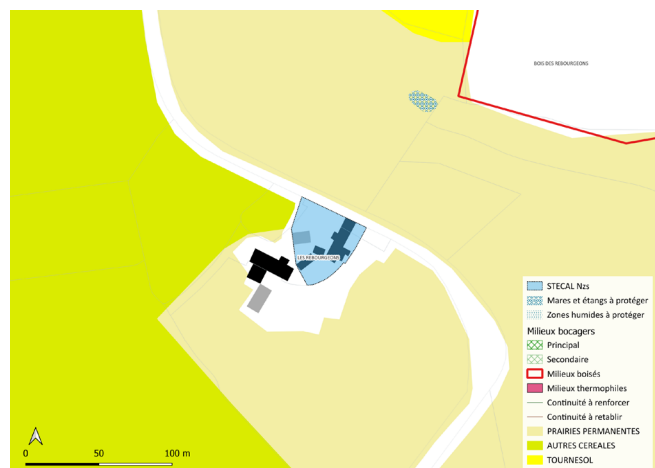 BOIS DES REBOURGEONS
LES REBOURGEONS
STECAL Nzs
Mares et étangs à protéger
Zones humides à protéger
Milieux bocagers
Principal
Secondaire
Milieux boisés
Milieux thermophiles
Continuité à renforcer
Continuité à retablir
PRAIRIES PERMANENTES
AUTRES CEREALES
TOURNESOL
0 50 100 m